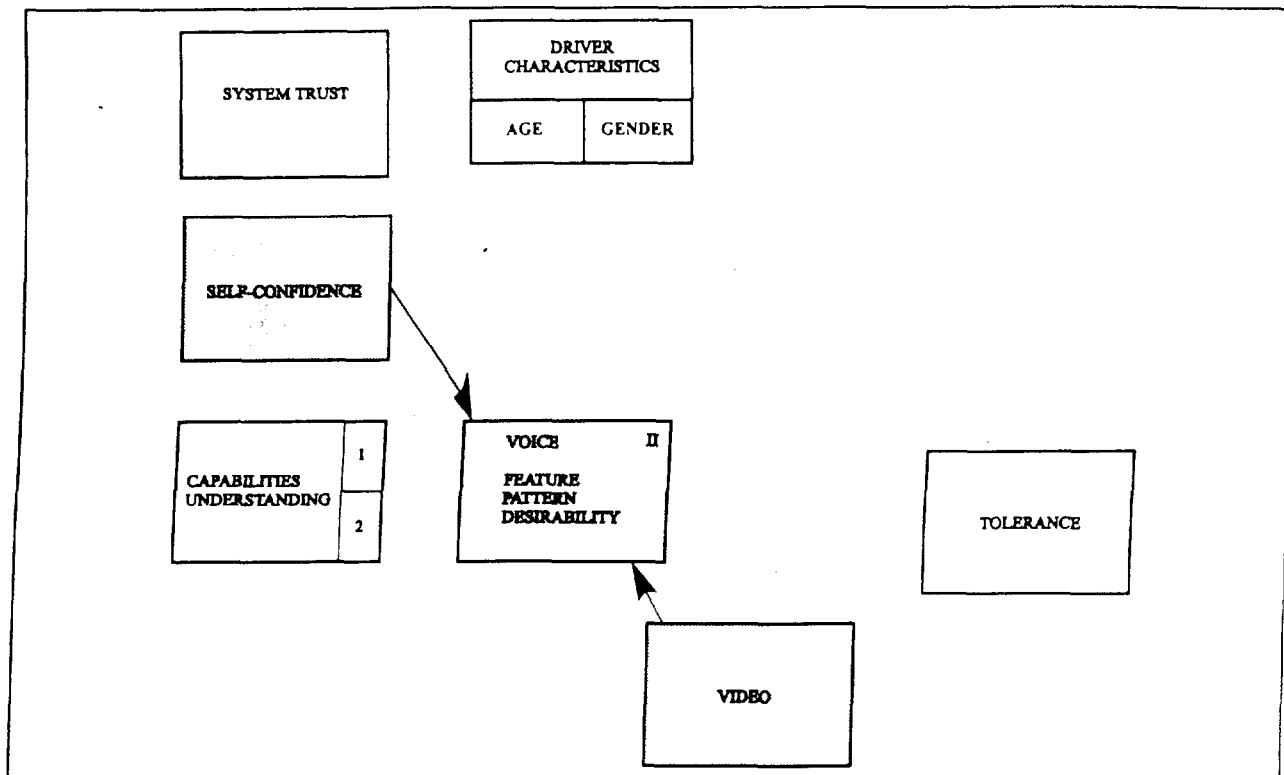 SYSTEM TRUST
DRIVER
CHARACTERISTICS
AGE
GENDER
SELF-CONFIDENCE
CAPABILITIES
UNDERSTANDING
1
2
VOICE
II
FEATURE
PATTERN
DESIRABILITY
TOLERANCE
VIDEO